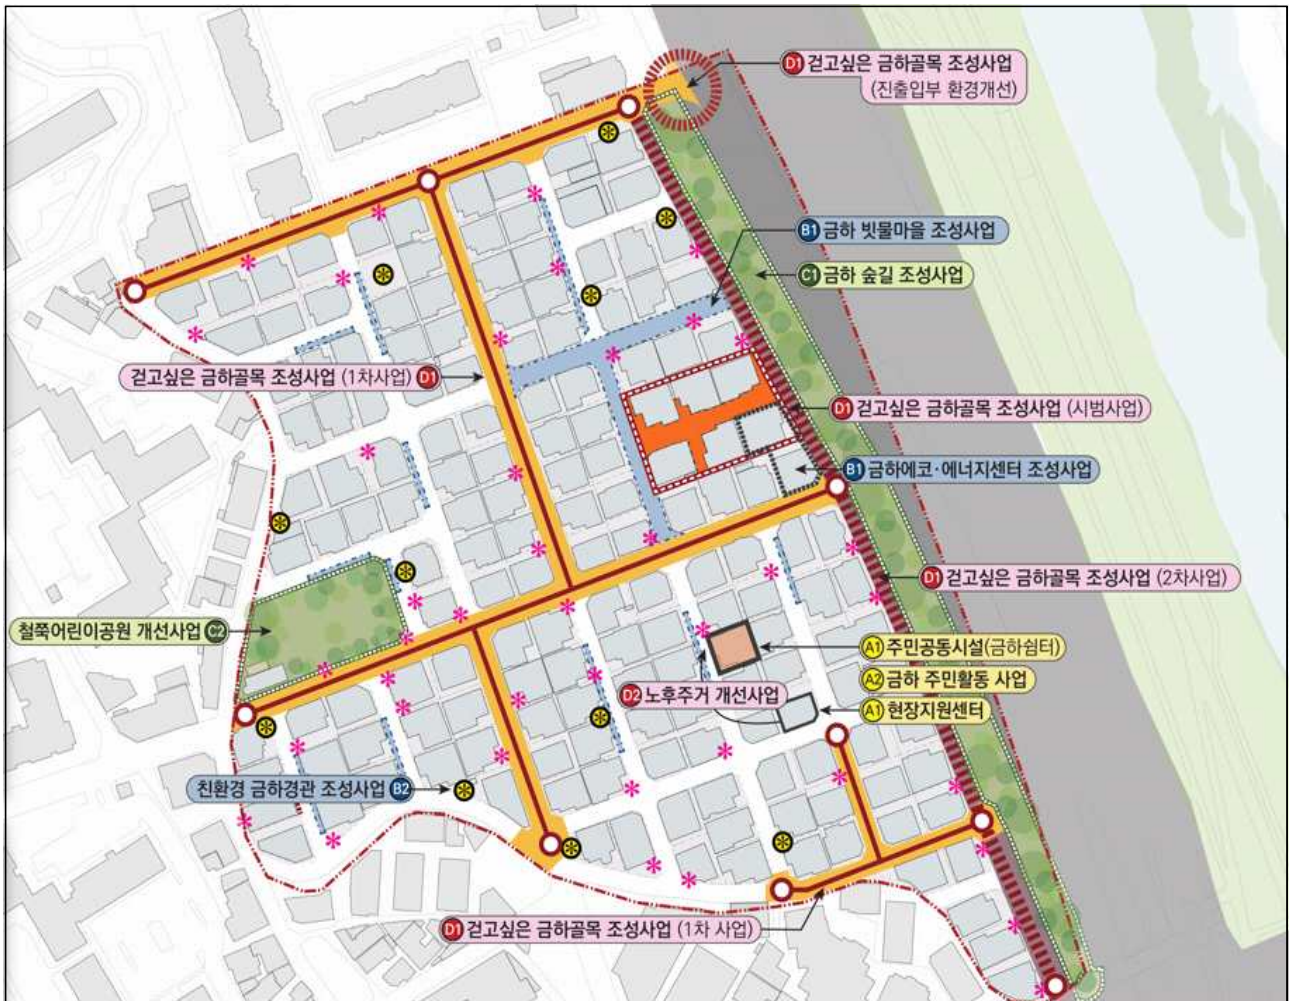 D1 걷고싶은 금하골목 조성사업
(진출입부 환경개선)
B1 금하 빗물마을 조성사업
C1 금하 숲길 조성사업
걷고싶은 금하골목 조성사업 (1차사업) D1
D1 걷고싶은 금하골목 조성사업 (시범사업)
B1 금하에코·에너지센터 조성사업
D1 걷고싶은 금하골목 조성사업 (2차사업)
철쭉어린이공원 개선사업 C2
A1 주민공동시설(금하쉼터)
A2 금하 주민활동 사업
D2 노후주거 개선사업
A1 현장지원센터
친환경 금하경관 조성사업 B2
D1 걷고싶은 금하골목 조성사업 (1차 사업)